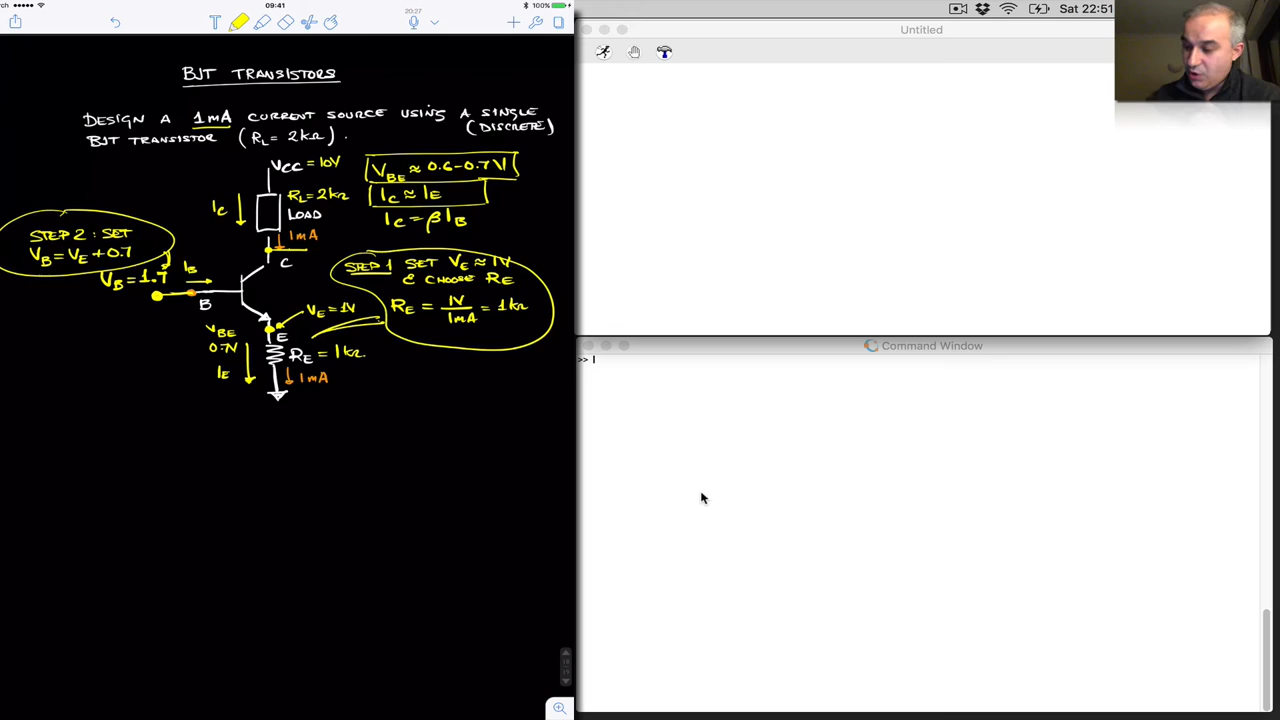 09:41
100%
20:27
T
BJT TRANSISTORS
DESIGN A 1mA CURRENT SOURCE USING A SINGLE
(DISCRETE)
BJT TRANSISTOR (RL = 2kΩ).
VCC = 10V
VBE ≈ 0.6-0.7V
RL = 2kΩ
LOAD
IC
IC ≈ IE
IC = β IB
1mA
STEP 2: SET
VB = VE + 0.7
C
STEP 1 SET VE ≈ 1V
& CHOOSE RE
VB = 1.7
IB
B
RE = 1V / 1mA = 1kΩ
VE = 1V
VBE
0.7V
E
RE = 1kΩ.
IE
1mA
Sat 22:51
Untitled
Command Window
>>